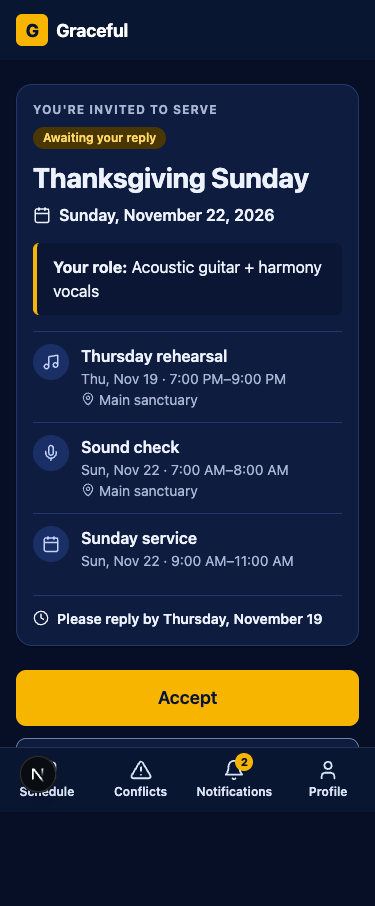 G Graceful
YOU'RE INVITED TO SERVE
Awaiting your reply
Thanksgiving Sunday
Sunday, November 22, 2026
Your role: Acoustic guitar + harmony
vocals
Thursday rehearsal
Thu, Nov 19 · 7:00 PM–9:00 PM
Main sanctuary
Sound check
Sun, Nov 22 · 7:00 AM–8:00 AM
Main sanctuary
Sunday service
Sun, Nov 22 · 9:00 AM–11:00 AM
Please reply by Thursday, November 19
Accept
N
2
Schedule Conflicts Notifications Profile